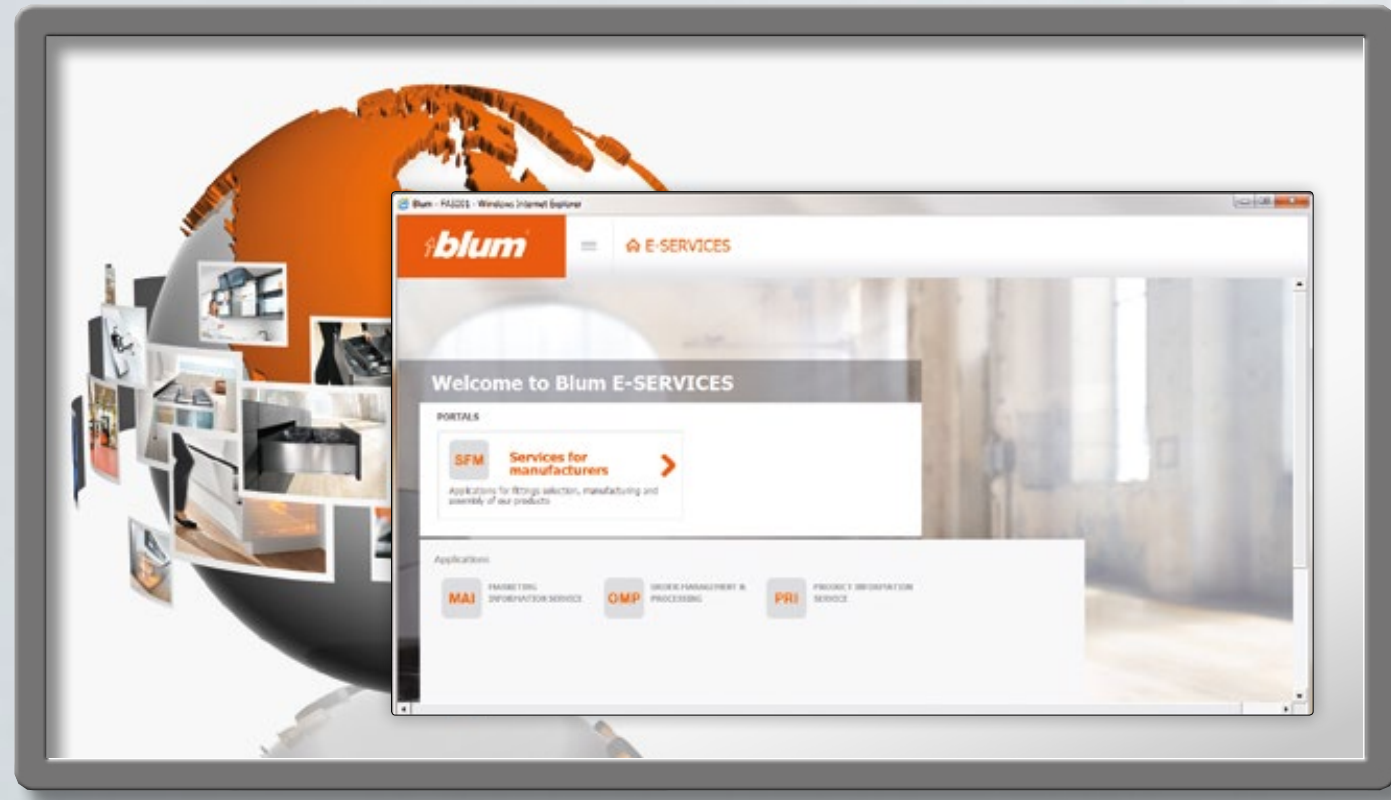 Blum - FAS001 - Windows Internet Explorer
blum
E-SERVICES
Welcome to Blum E-SERVICES
PORTALS
SFM
Services for
manufacturers
Applications for fittings selection, manufacturing and
assembly of our products
Applications
MAI
MARKETING
INFORMATION SERVICE
OMP
ORDER MANAGEMENT &
PROCESSING
PRI
PRODUCT INFORMATION
SERVICE